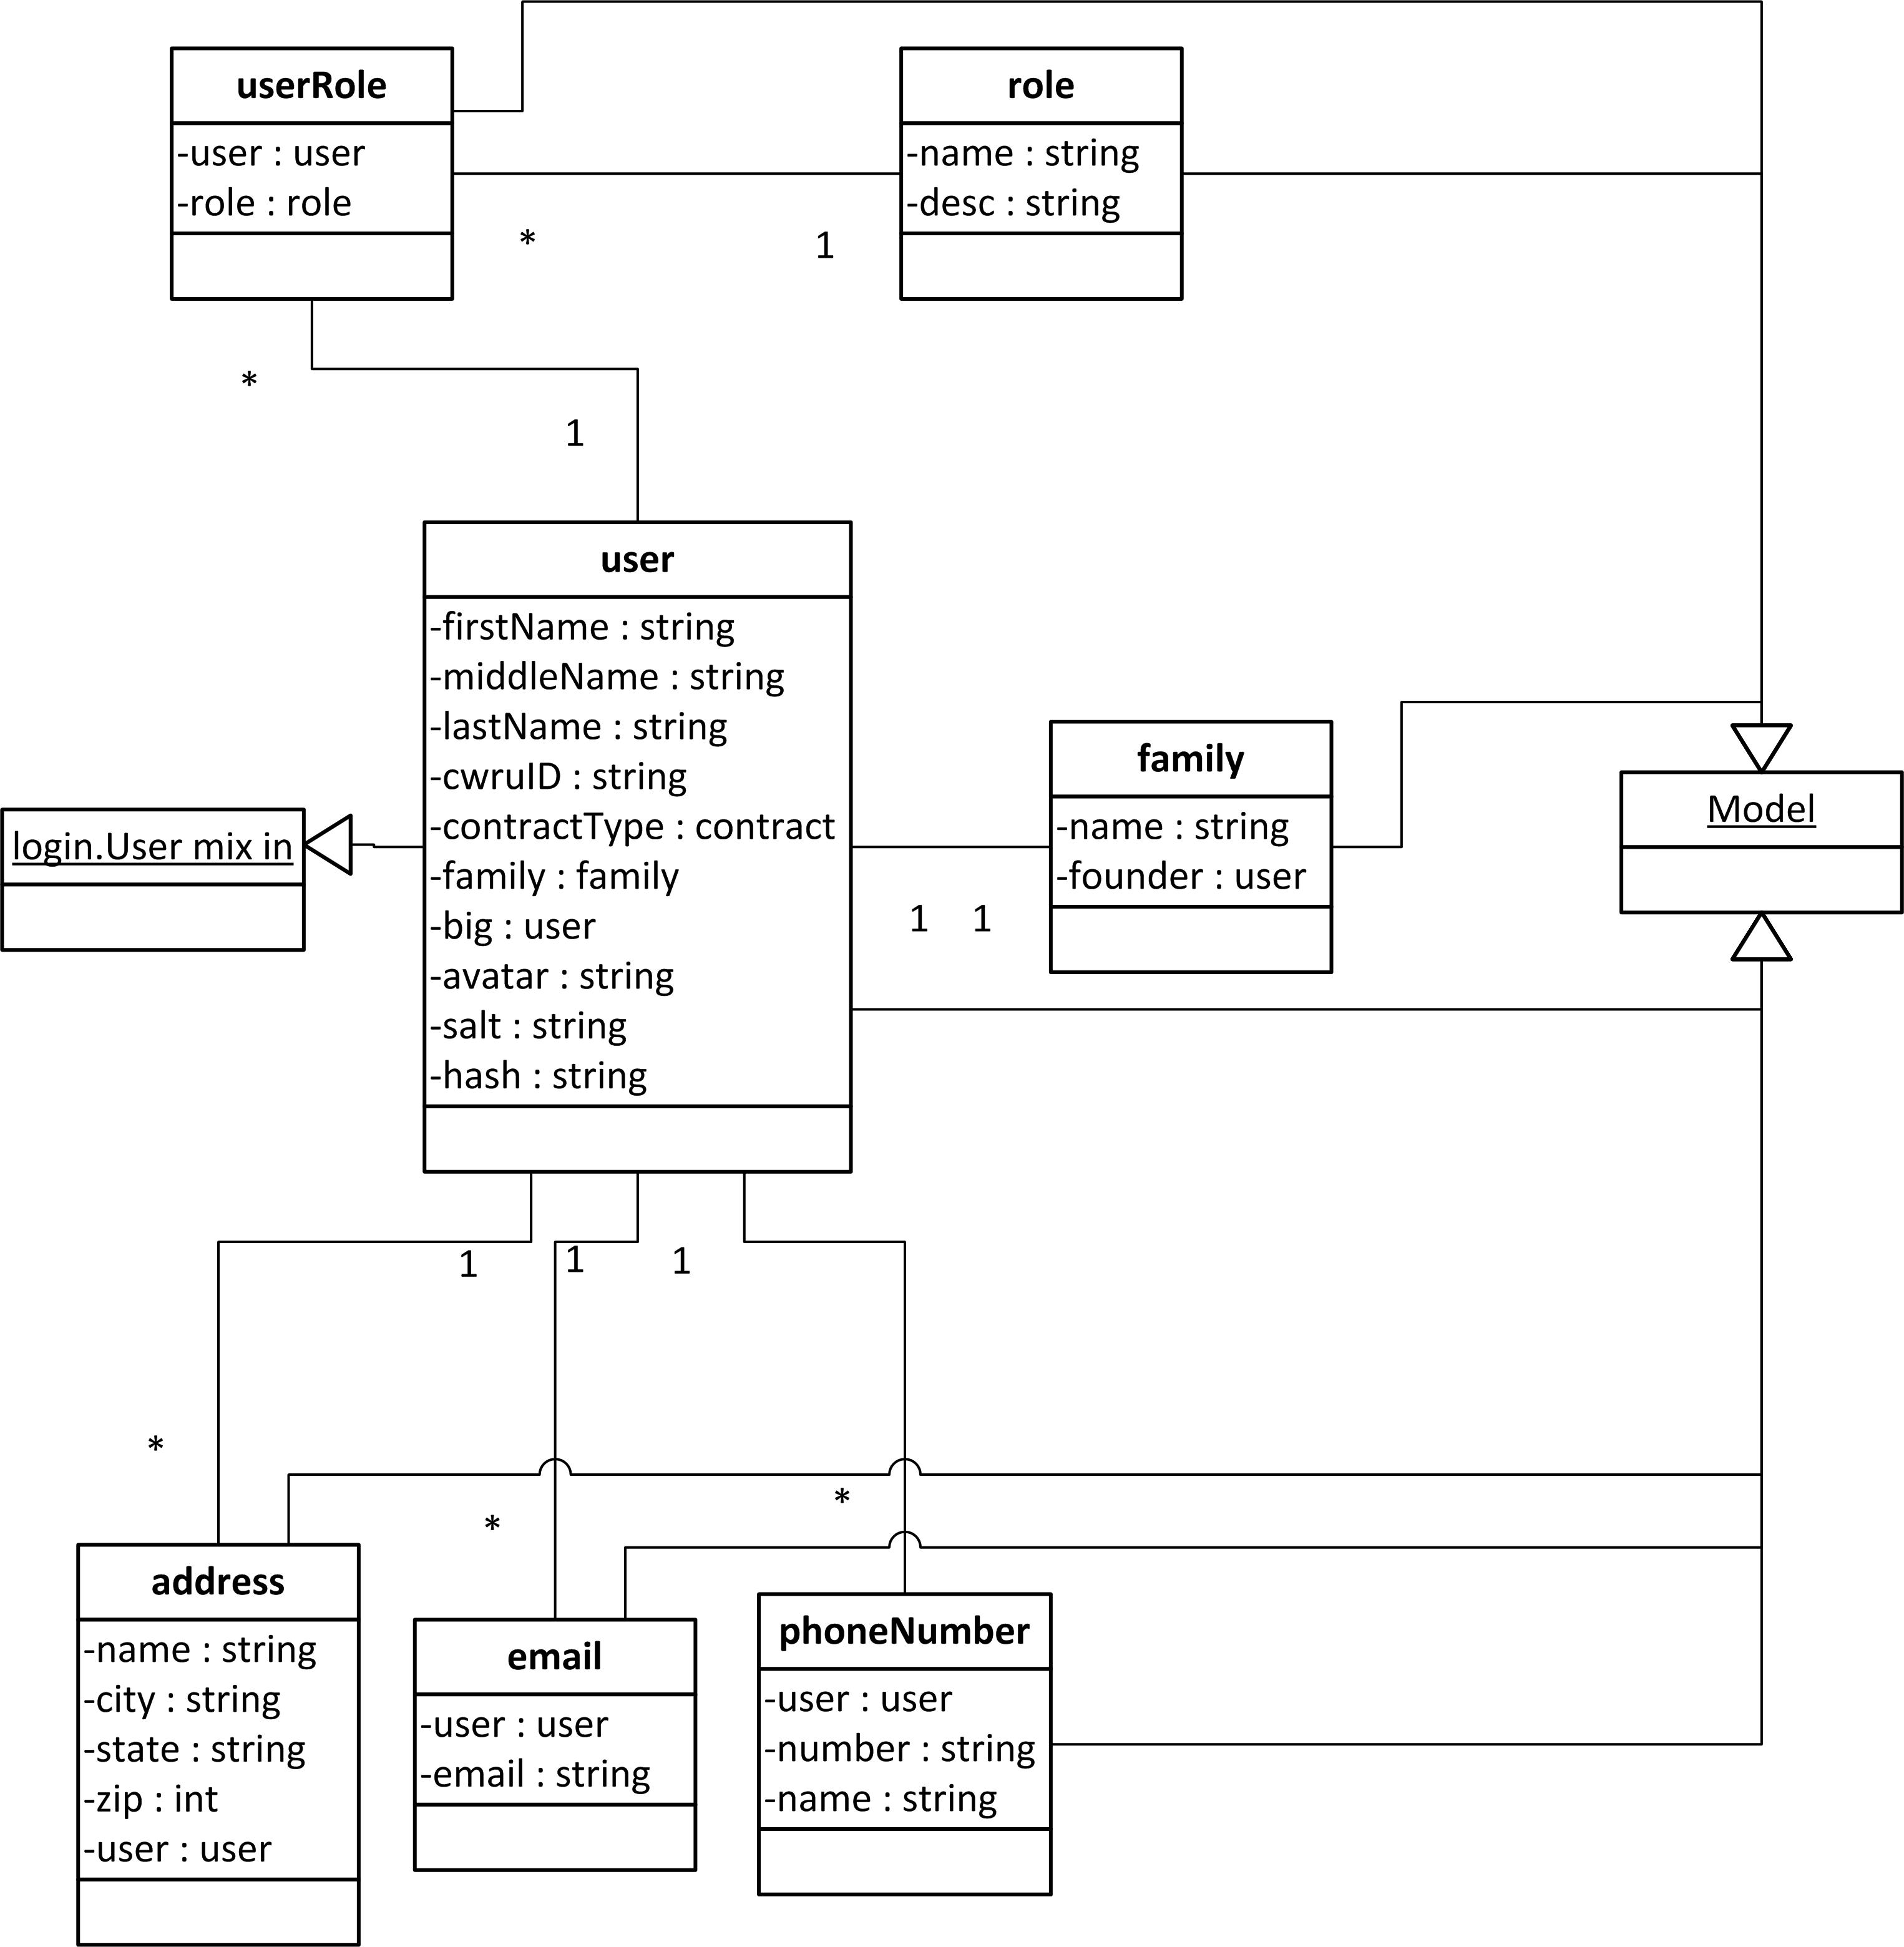 userRole
-user : user
-role : role
role
-name : string
-desc : string
*
1
*
1
user
-firstName : string
-middleName : string
-lastName : string
-cwruID : string
-contractType : contract
-family : family
-big : user
-avatar : string
-salt : string
-hash : string
login.User mix in
family
-name : string
-founder : user
1
1
Model
1
1
1
*
*
*
address
-name : string
-city : string
-state : string
-zip : int
-user : user
email
-user : user
-email : string
phoneNumber
-user : user
-number : string
-name : string